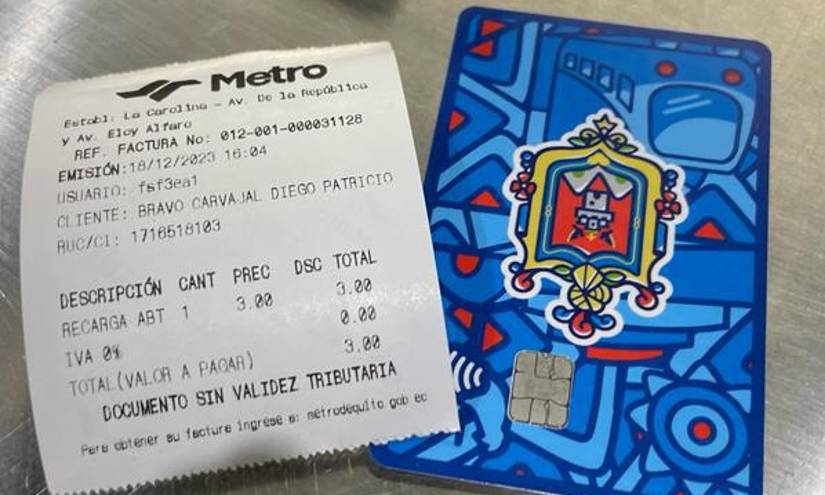 Metro
Establ: La Carolina - Av. De la República
y Av. Eloy Alfaro
REF. FACTURA No: 012-001-000031128
EMISIÓN:18/12/2023 16:04
USUARIO: fsf3ea1
CLIENTE: BRAVO CARVAJAL DIEGO PATRICIO
RUC/CI: 1716518103
DESCRIPCIÓN CANT PREC DSC TOTAL
RECARGA ABT 1 3.00 3.00
IVA 0% 0.00
TOTAL(VALOR A PAGAR) 3.00
DOCUMENTO SIN VALIDEZ TRIBUTARIA
Para obtener su factura ingrese a: metrodequito.gob.ec